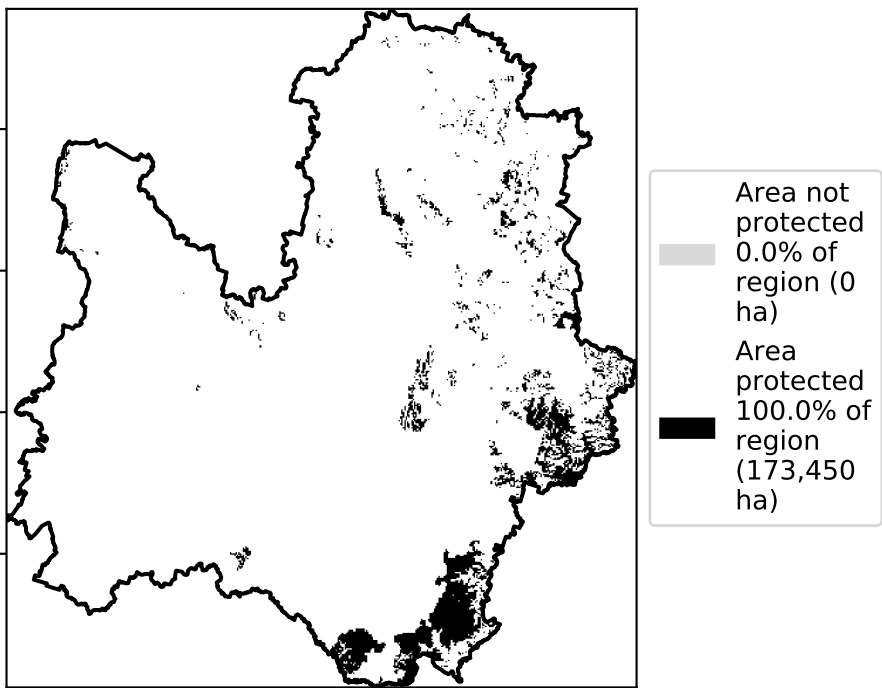 Area not
protected
0.0% of
region (0
ha)
Area
protected
100.0% of
region
(173,450
ha)